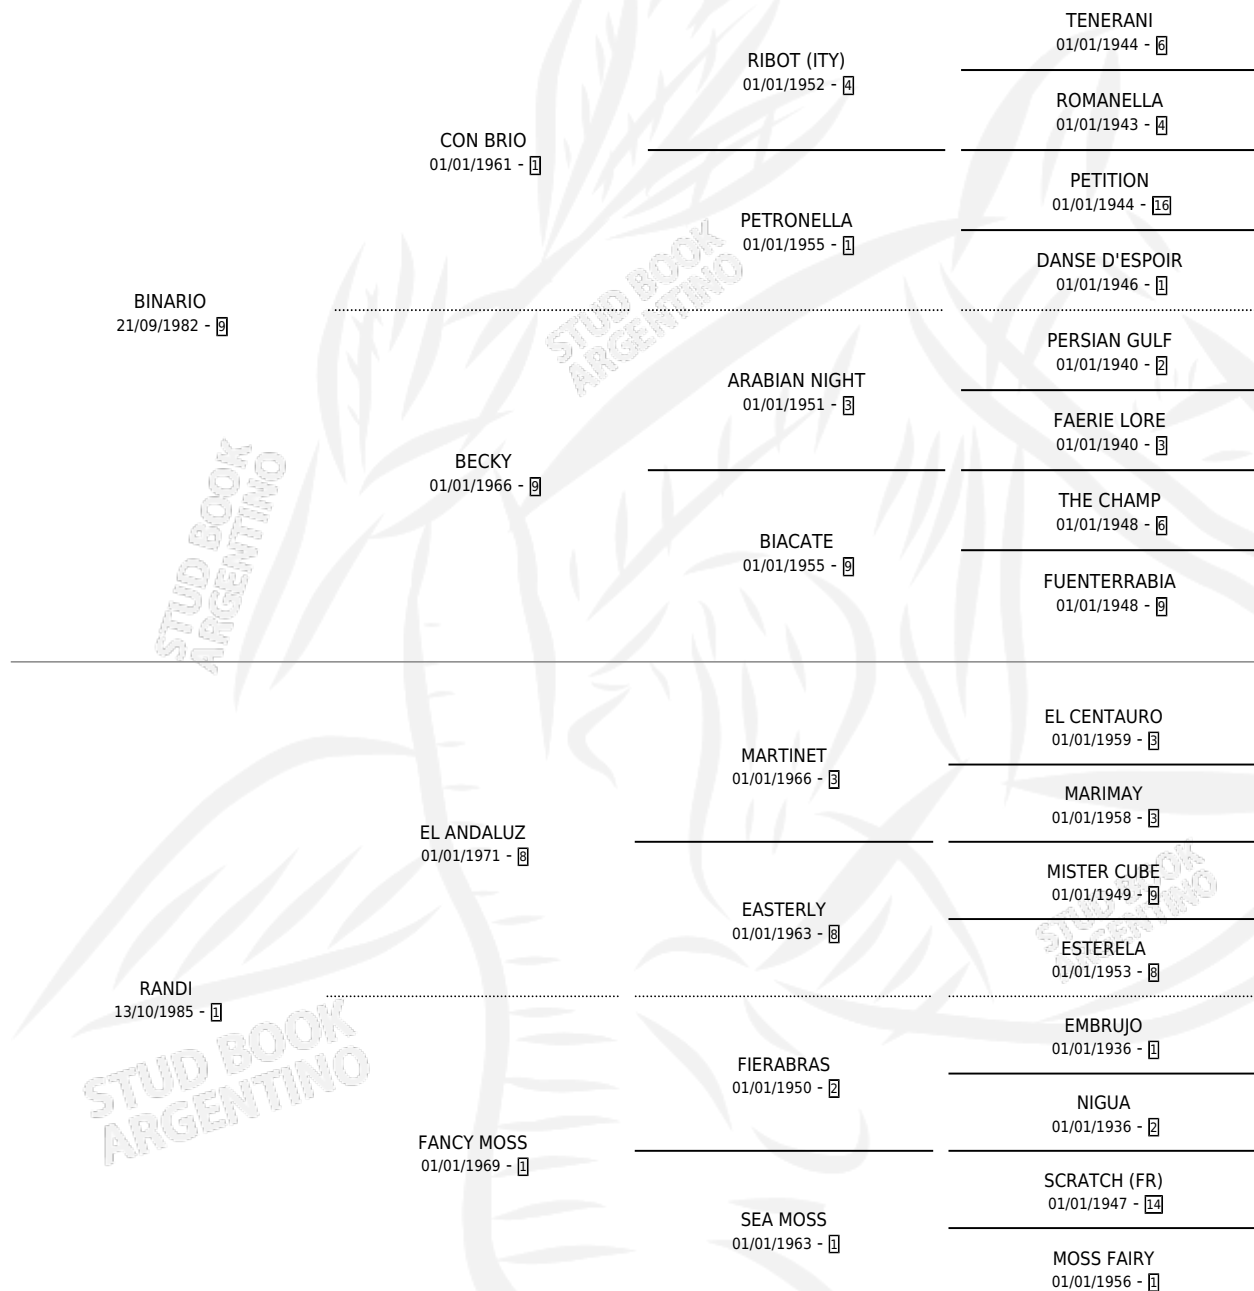 TENERANI
01/01/1944 - 6
RIBOT (ITY)
01/01/1952 - 4
ROMANELLA
01/01/1943 - 4
CON BRIO
01/01/1961 - 1
PETITION
01/01/1944 - 16
PETRONELLA
01/01/1955 - 1
DANSE D'ESPOIR
01/01/1946 - 1
BINARIO
21/09/1982 - 9
PERSIAN GULF
01/01/1940 - 2
ARABIAN NIGHT
01/01/1951 - 3
FAERIE LORE
01/01/1940 - 3
BECKY
01/01/1966 - 9
THE CHAMP
01/01/1948 - 6
BIACATE
01/01/1955 - 9
FUENTERRABIA
01/01/1948 - 9
EL CENTAURO
01/01/1959 - 3
MARTINET
01/01/1966 - 3
MARIMAY
01/01/1958 - 3
EL ANDALUZ
01/01/1971 - 8
MISTER CUBE
01/01/1949 - 9
EASTERLY
01/01/1963 - 8
ESTERELA
01/01/1953 - 8
RANDI
13/10/1985 - 1
EMBRUJO
01/01/1936 - 1
FIERABRAS
01/01/1950 - 2
NIGUA
01/01/1936 - 2
FANCY MOSS
01/01/1969 - 1
SCRATCH (FR)
01/01/1947 - 14
SEA MOSS
01/01/1963 - 1
MOSS FAIRY
01/01/1956 - 1
STUD BOOK
ARGENTINO
STUD BOOK
ARGENTINO
STUD BOOK
ARGENTINO
STUD BOOK
ARGENTINO